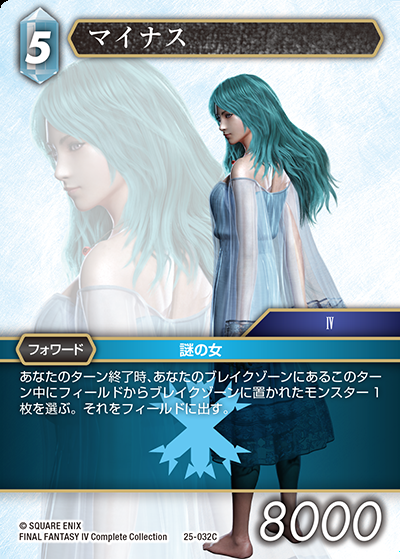 5
マイナス
IV
フォワード
謎の女
あなたのターン終了時、あなたのブレイクゾーンにあるこのター
ン中にフィールドからブレイクゾーンに置かれたモンスター1
枚を選ぶ。それをフィールドに出す。
© SQUARE ENIX
FINAL FANTASY IV Complete Collection
25-032C
8000